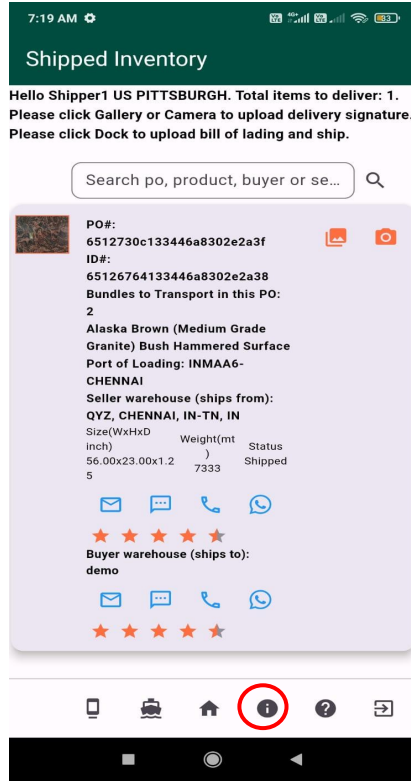 7:19 AM
4G+
83
Shipped Inventory
Hello Shipper1 US PITTSBURGH. Total items to deliver: 1.
Please click Gallery or Camera to upload delivery signature.
Please click Dock to upload bill of lading and ship.
Search po, product, buyer or se...
PO#:
6512730c133446a8302e2a3f
ID#:
65126764133446a8302e2a38
Bundles to Transport in this PO:
2
Alaska Brown (Medium Grade
Granite) Bush Hammered Surface
Port of Loading: INMAA6-
CHENNAI
Seller warehouse (ships from):
QYZ, CHENNAI, IN-TN, IN
Size(WxHxD
inch)
56.00x23.00x1.2
5
Weight(mt
)
7333
Status
Shipped
Buyer warehouse (ships to):
demo